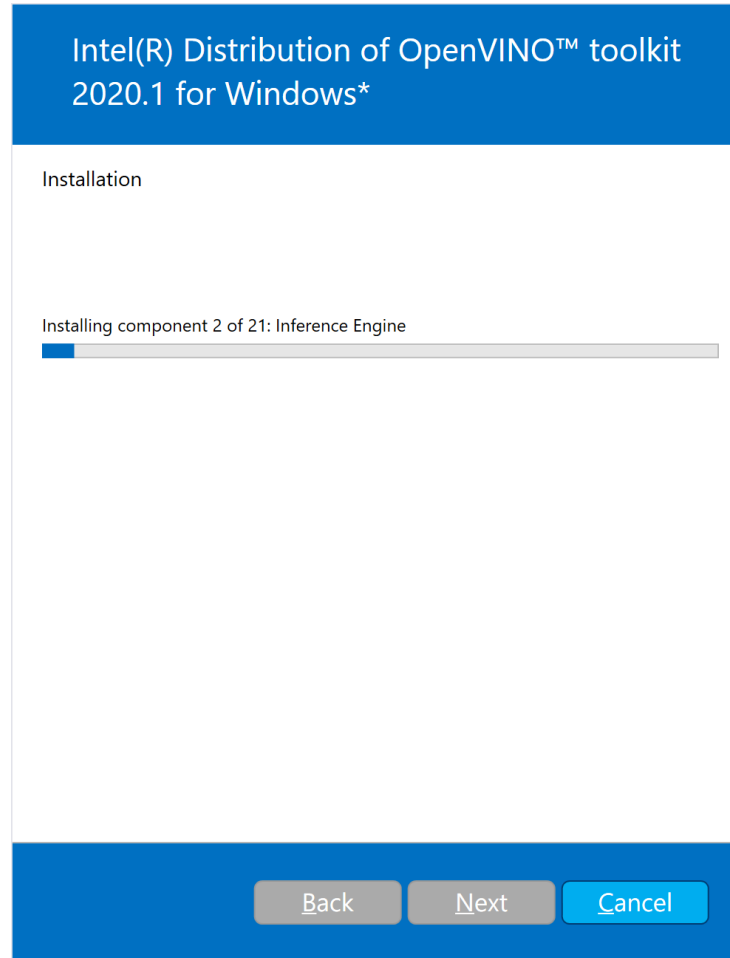 Intel(R) Distribution of OpenVINO™ toolkit
2020.1 for Windows*
Installation
Installing component 2 of 21: Inference Engine
Back
Next
Cancel